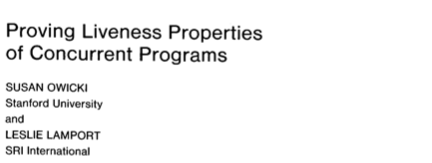 Proving Liveness Properties
of Concurrent Programs
SUSAN OWICKI
Stanford University
and
LESLIE LAMPORT
SRI International